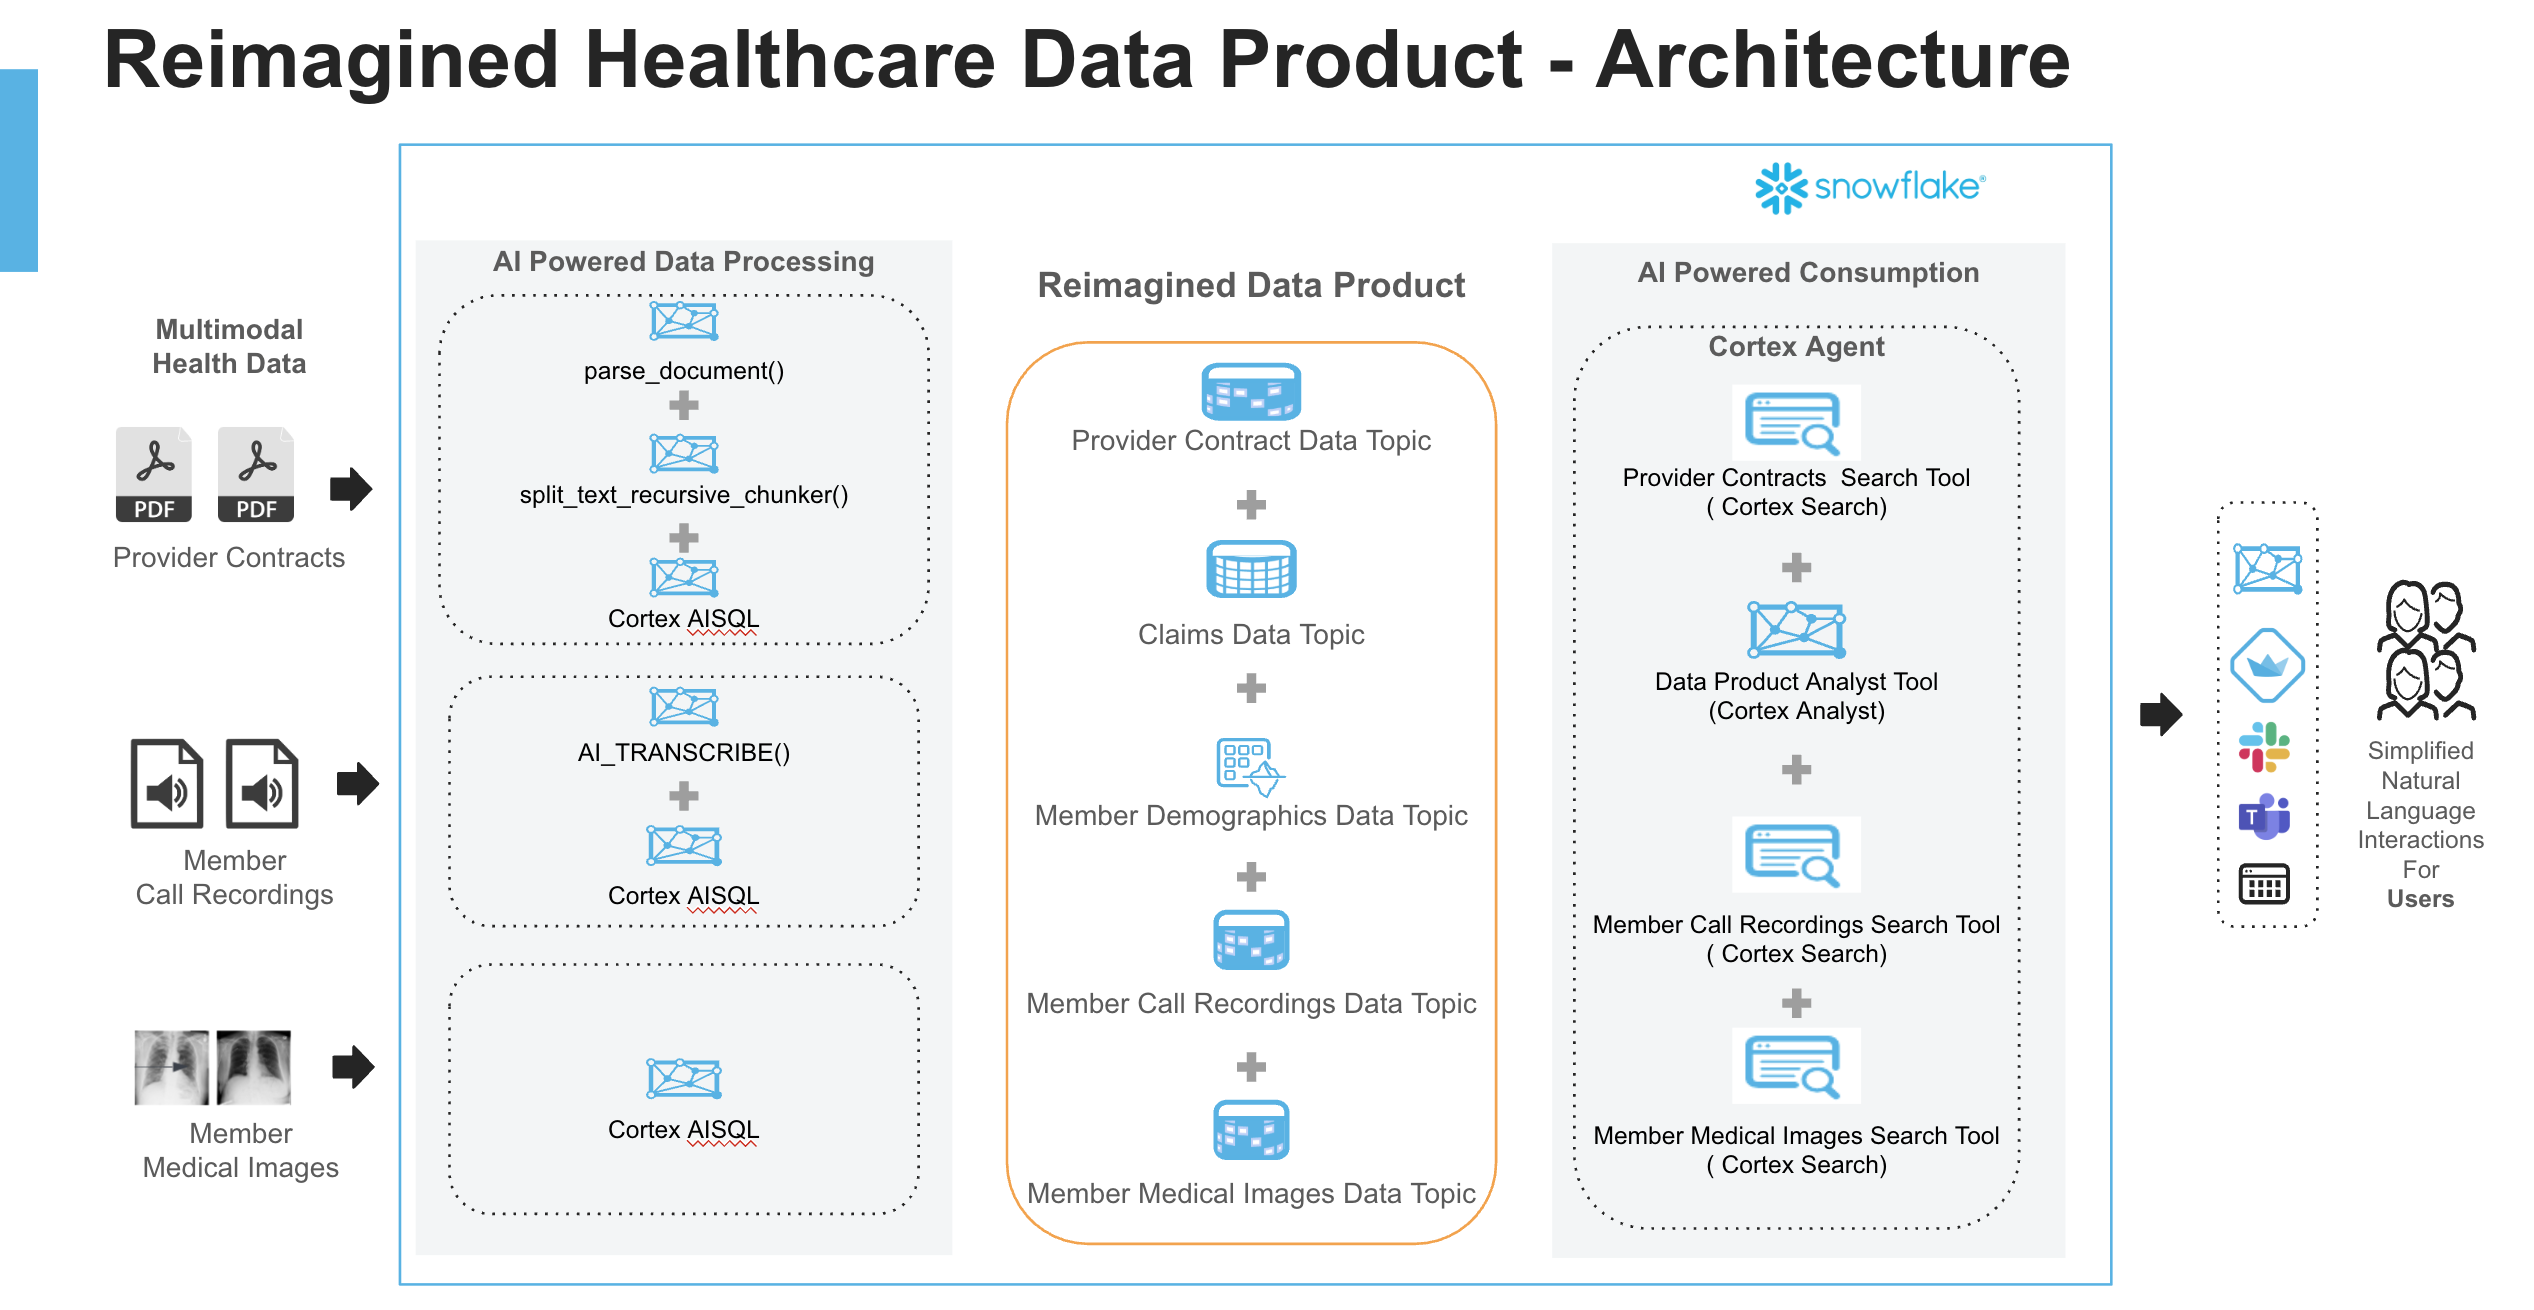 Reimagined Healthcare Data Product - Architecture
snowflake®
Multimodal
Health Data
PDF
PDF
Provider Contracts
Member
Call Recordings
Member
Medical Images
AI Powered Data Processing
parse_document()
split_text_recursive_chunker()
Cortex AISQL
AI_TRANSCRIBE()
Cortex AISQL
Cortex AISQL
Reimagined Data Product
Provider Contract Data Topic
Claims Data Topic
Member Demographics Data Topic
Member Call Recordings Data Topic
Member Medical Images Data Topic
AI Powered Consumption
Cortex Agent
Provider Contracts  Search Tool
( Cortex Search)
Data Product Analyst Tool
(Cortex Analyst)
Member Call Recordings Search Tool
( Cortex Search)
Member Medical Images Search Tool
( Cortex Search)
T
Simplified
Natural
Language
Interactions
For
Users